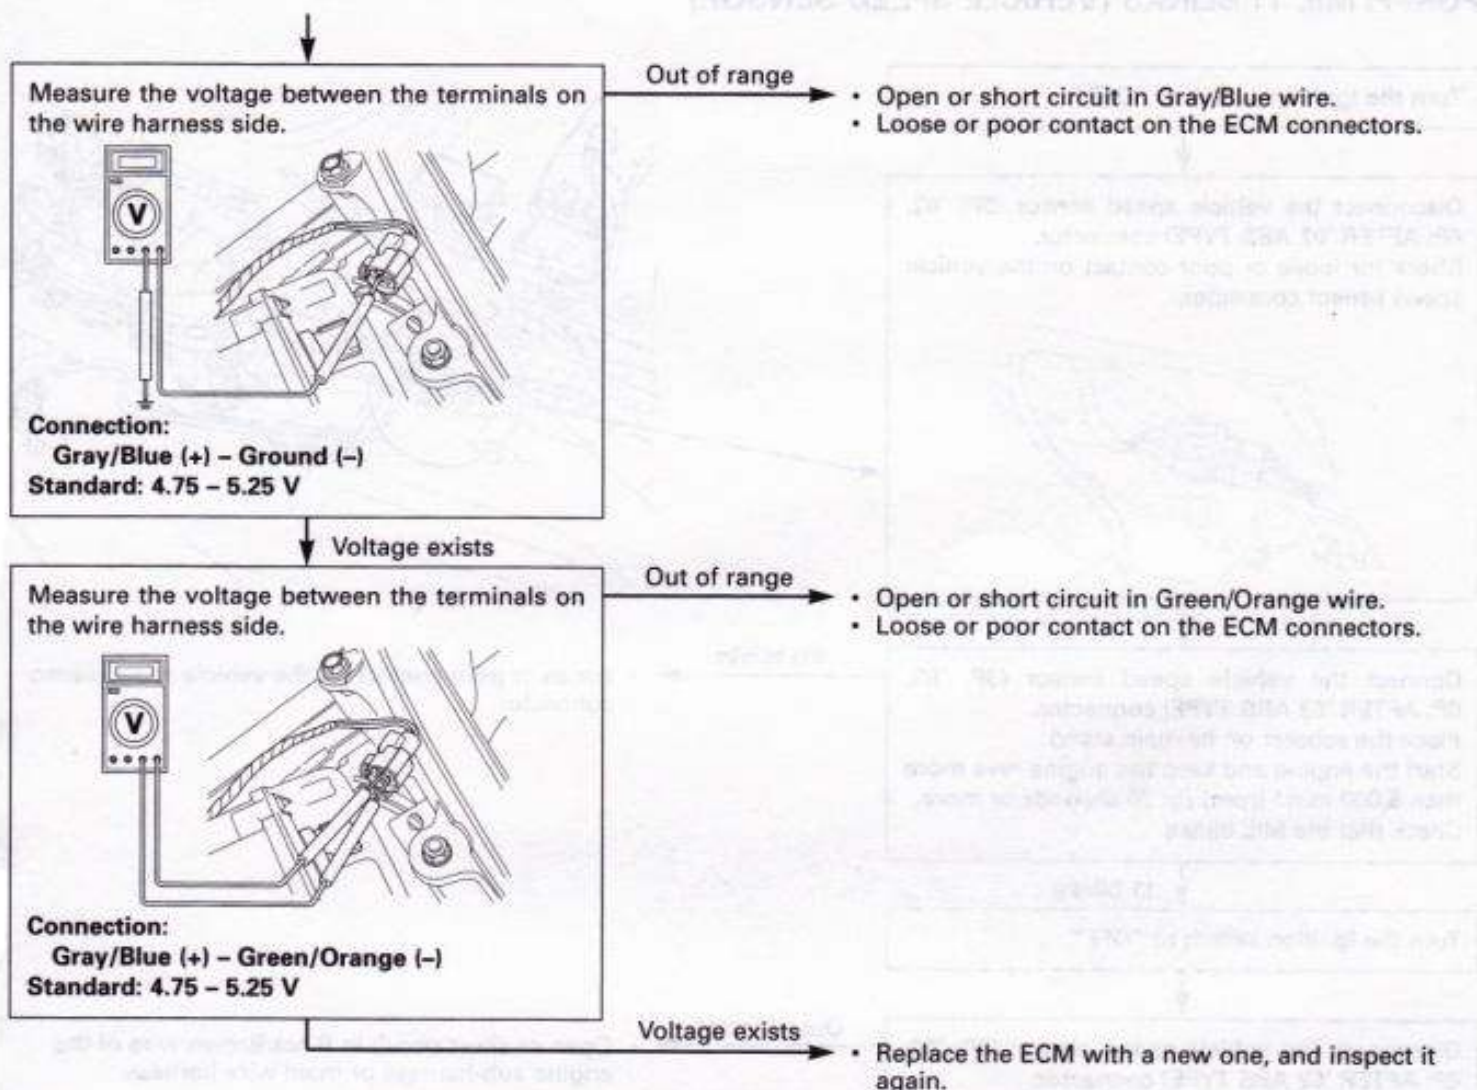 Measure the voltage between the terminals on
the wire harness side.
V
Connection:
Gray/Blue (+) – Ground (–)
Standard: 4.75 – 5.25 V
Out of range
• Open or short circuit in Gray/Blue wire.
• Loose or poor contact on the ECM connectors.
Voltage exists
Measure the voltage between the terminals on
the wire harness side.
V
Connection:
Gray/Blue (+) – Green/Orange (–)
Standard: 4.75 – 5.25 V
Out of range
• Open or short circuit in Green/Orange wire.
• Loose or poor contact on the ECM connectors.
Voltage exists
• Replace the ECM with a new one, and inspect it
again.